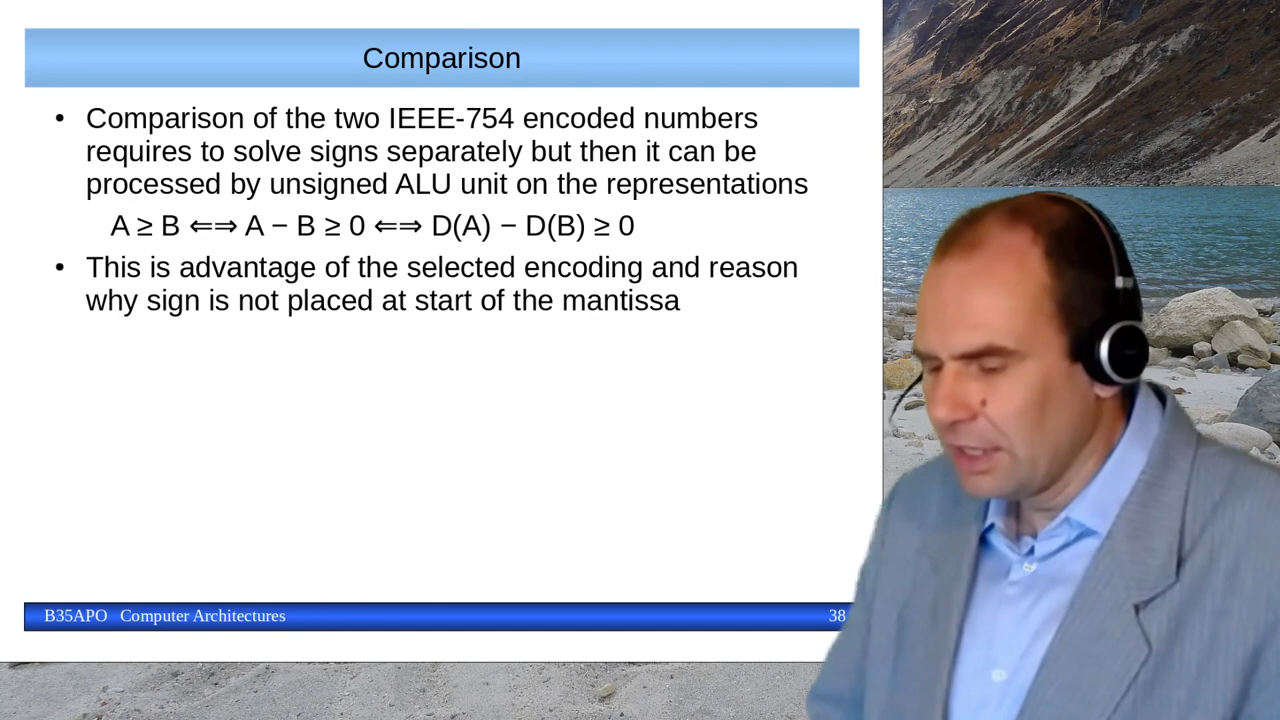 Comparison
• Comparison of the two IEEE-754 encoded numbers
requires to solve signs separately but then it can be
processed by unsigned ALU unit on the representations
A ≥ B ⟸⟹ A − B ≥ 0 ⟸⟹ D(A) − D(B) ≥ 0
• This is advantage of the selected encoding and reason
why sign is not placed at start of the mantissa
B35APO Computer Architectures 38